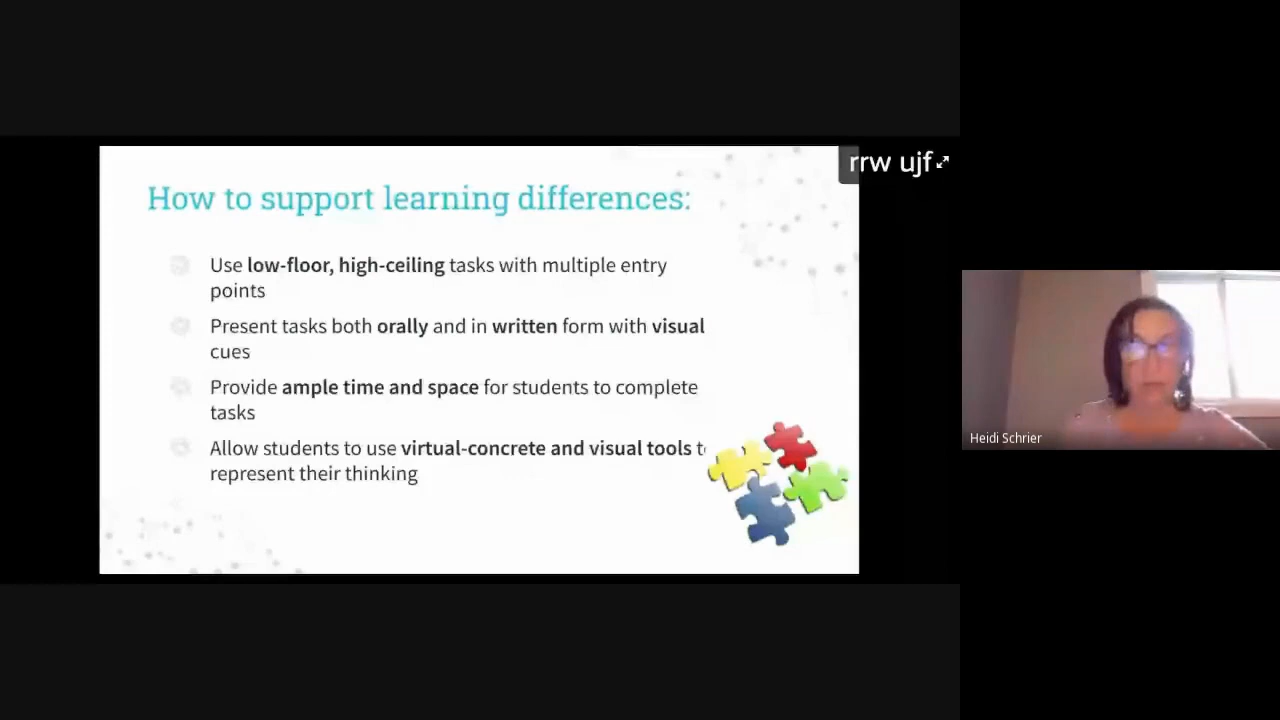 rrw ujf
How to support learning differences:
Use low-floor, high-ceiling tasks with multiple entry
points
Present tasks both orally and in written form with visual
cues
Provide ample time and space for students to complete
tasks
Allow students to use virtual-concrete and visual tools
represent their thinking
Heidi Schrier